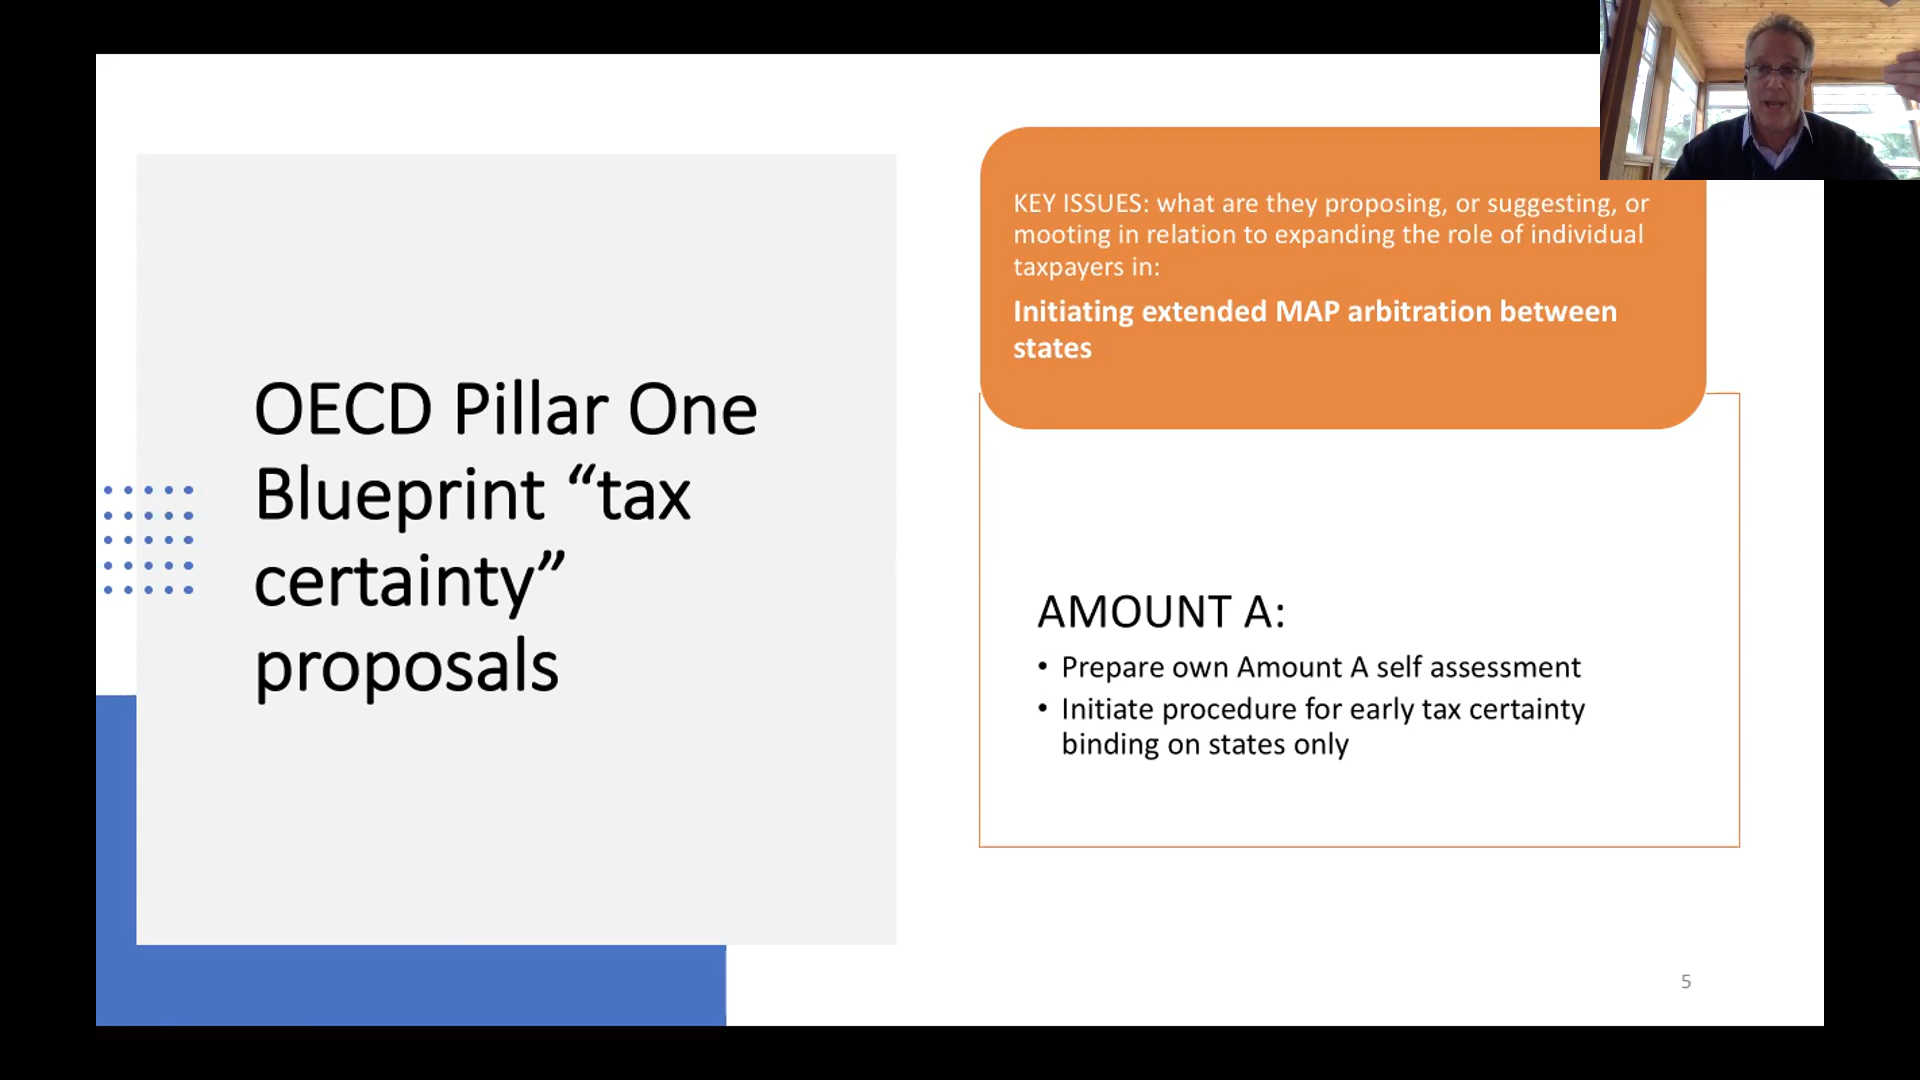 OECD Pillar One
Blueprint “tax
certainty”
proposals
KEY ISSUES: what are they proposing, or suggesting, or
mooting in relation to expanding the role of individual
taxpayers in:
Initiating extended MAP arbitration between
states
AMOUNT A:
• Prepare own Amount A self assessment
• Initiate procedure for early tax certainty
binding on states only
5